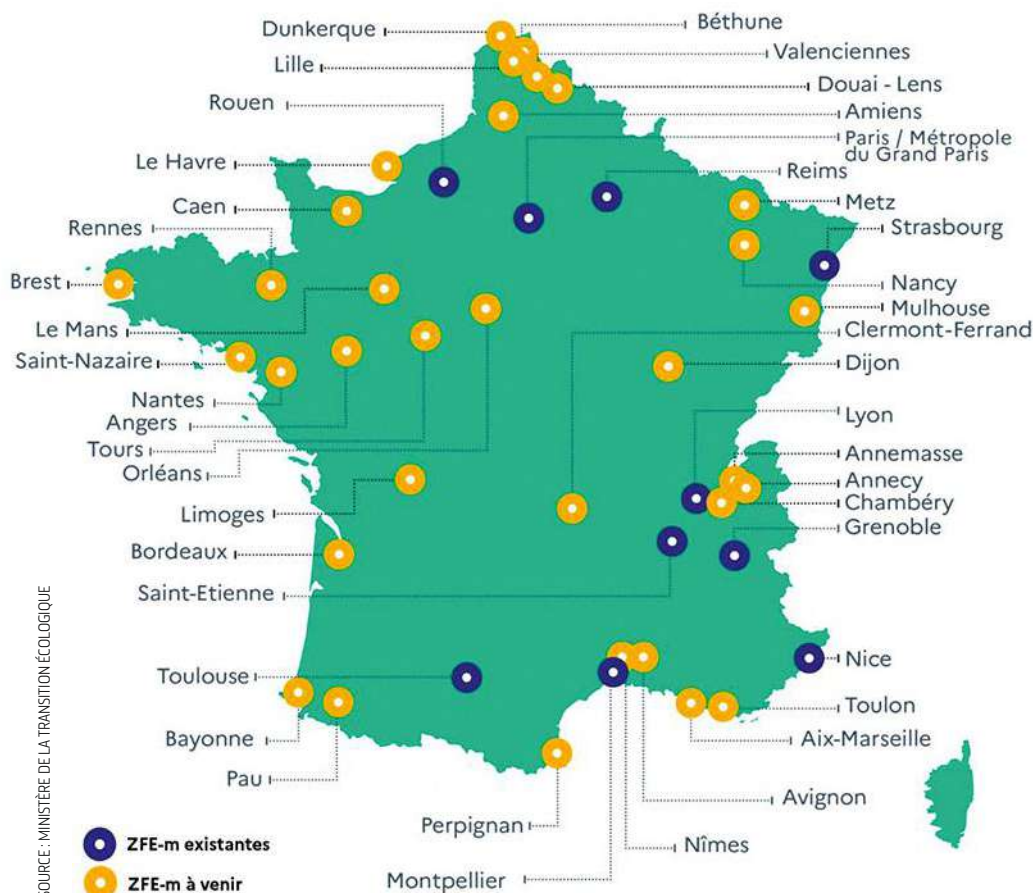 Dunkerque
Béthune
Valenciennes
Lille
Douai - Lens
Rouen
Amiens
Paris / Métropole
du Grand Paris
Reims
Le Havre
Metz
Caen
Strasbourg
Rennes
Brest
Nancy
Mulhouse
Le Mans
Clermont-Ferrand
Saint-Nazaire
Dijon
Nantes
Angers
Lyon
Tours
Annemasse
Orléans
Annecy
Chambéry
Limoges
Grenoble
Bordeaux
Saint-Etienne
Toulouse
Nice
Toulon
Bayonne
Aix-Marseille
Pau
Avignon
Perpignan
Nîmes
Montpellier
ZFE-m existantes
ZFE-m à venir
SOURCE : MINISTÈRE DE LA TRANSITION ÉCOLOGIQUE